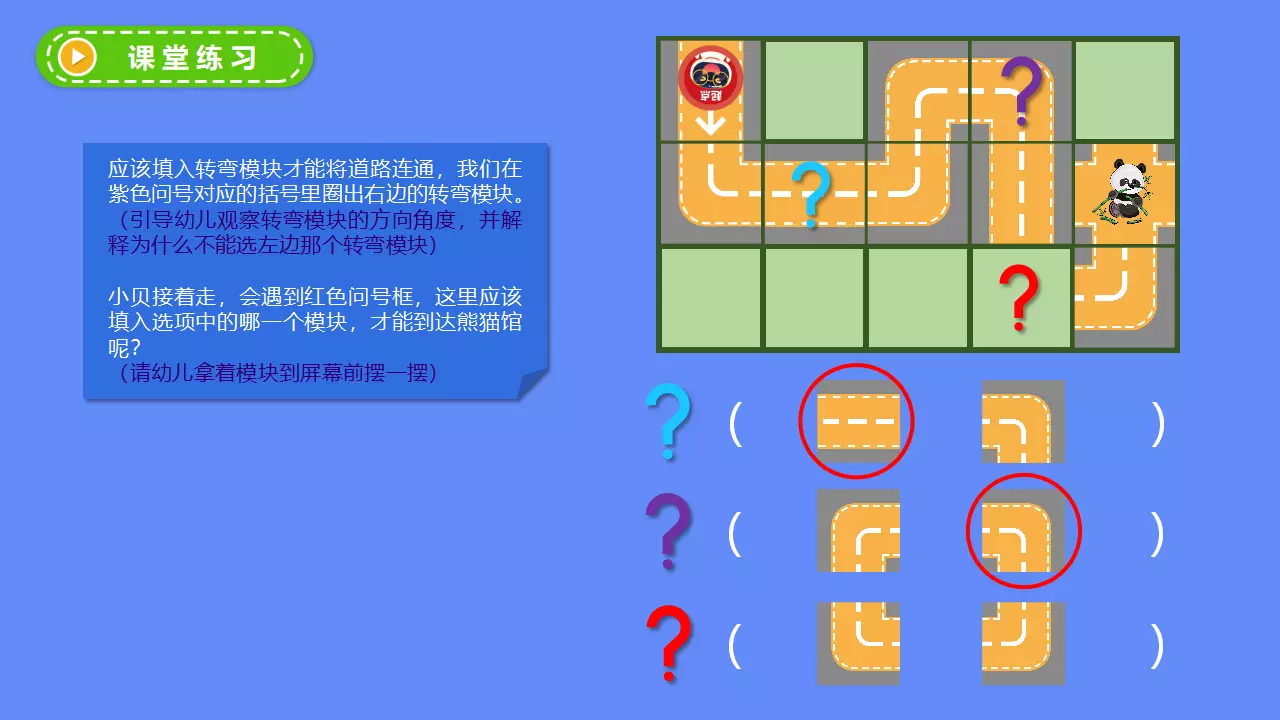 课堂练习
应该填入转弯模块才能将道路连通，我们在
紫色问号对应的括号里圈出右边的转弯模块。
（引导幼儿观察转弯模块的方向角度，并解
释为什么不能选左边那个转弯模块）
小贝接着走，会遇到红色问号框，这里应该
填入选项中的哪一个模块，才能到达熊猫馆
呢？
（请幼儿拿着模块到屏幕前摆一摆）
起点
?
?
?
? （ ）
? （ ）
? （ ）